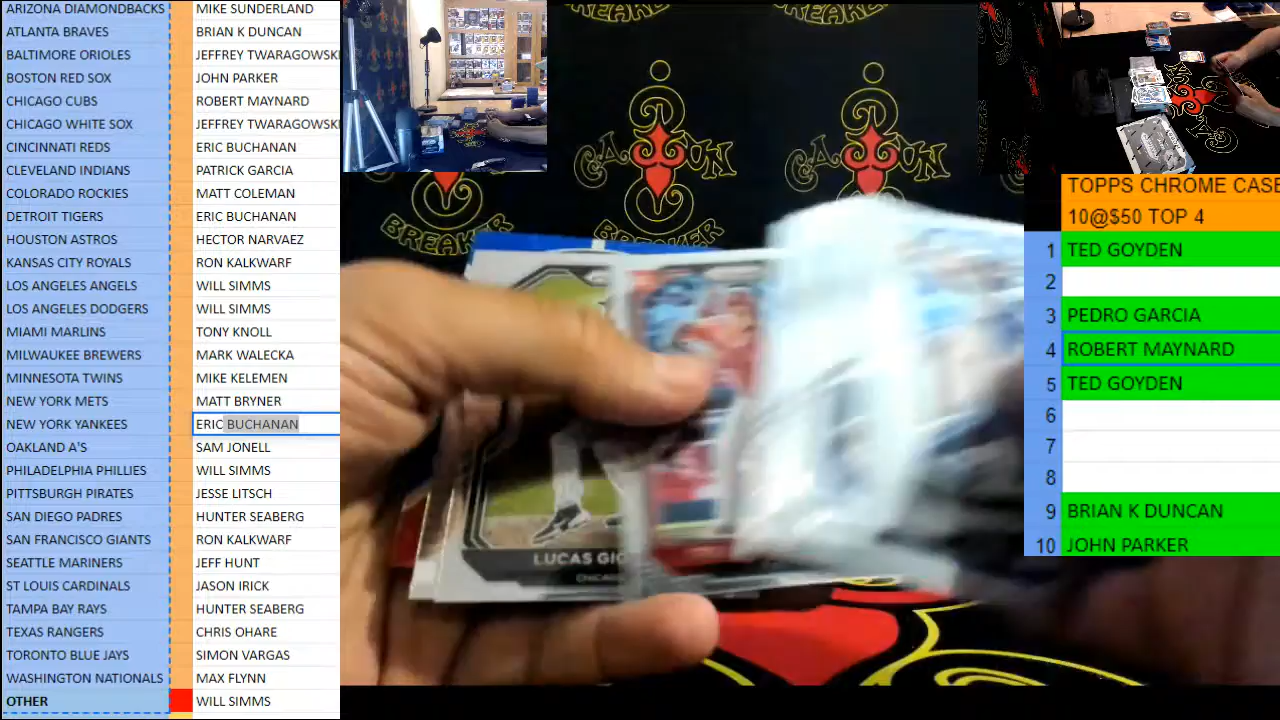 ARIZONA DIAMONDBACKS MIKE SUNDERLAND
ATLANTA BRAVES BRIAN K DUNCAN
BALTIMORE ORIOLES JEFFREY TWARAGOWSKI
BOSTON RED SOX JOHN PARKER
CHICAGO CUBS ROBERT MAYNARD
CHICAGO WHITE SOX JEFFREY TWARAGOWSKI
CINCINNATI REDS ERIC BUCHANAN
CLEVELAND INDIANS PATRICK GARCIA
COLORADO ROCKIES MATT COLEMAN
DETROIT TIGERS ERIC BUCHANAN
HOUSTON ASTROS HECTOR NARVAEZ
KANSAS CITY ROYALS RON KALKWARF
LOS ANGELES ANGELS WILL SIMMS
LOS ANGELES DODGERS WILL SIMMS
MIAMI MARLINS TONY KNOLL
MILWAUKEE BREWERS MARK WALECKA
MINNESOTA TWINS MIKE KELEMEN
NEW YORK METS MATT BRYNER
NEW YORK YANKEES ERIC BUCHANAN
OAKLAND A'S SAM JONELL
PHILADELPHIA PHILLIES WILL SIMMS
PITTSBURGH PIRATES JESSE LITSCH
SAN DIEGO PADRES HUNTER SEABERG
SAN FRANCISCO GIANTS RON KALKWARF
SEATTLE MARINERS JEFF HUNT
ST LOUIS CARDINALS JASON IRICK
TAMPA BAY RAYS HUNTER SEABERG
TEXAS RANGERS CHRIS OHARE
TORONTO BLUE JAYS SIMON VARGAS
WASHINGTON NATIONALS MAX FLYNN
OTHER WILL SIMMS
BREAKER
BREAKER
CARD FUN
CARD FUN
BREAKER
LUCAS GIO
CHICAG
TOPPS CHROME CASE
10@$50 TOP 4
1 TED GOYDEN
2
3 PEDRO GARCIA
4 ROBERT MAYNARD
5 TED GOYDEN
6
7
8
9 BRIAN K DUNCAN
10 JOHN PARKER